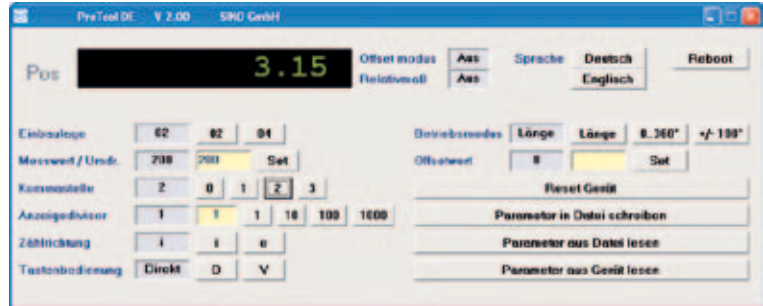 ProTool DE V 2.00 SIKO GmbH
Pos 3.15 Offset modus Aus Sprache Deutsch Reboot
Relativmaß Aus Englisch
Einbaulage 02 02 04 Betriebsmodus Länge Länge 0..360° +/- 180°
Messwert / Umdr. 200 200 Set Offsetwert 0 Set
Kommastelle 2 0 1 2 3 Reset Gerät
Anzeigedivisor 1 1 1 10 100 1000 Parameter in Datei schreiben
Zählrichtung i i e Parameter aus Datei lesen
Tastenbedienung Direkt D V Parameter aus Gerät lesen